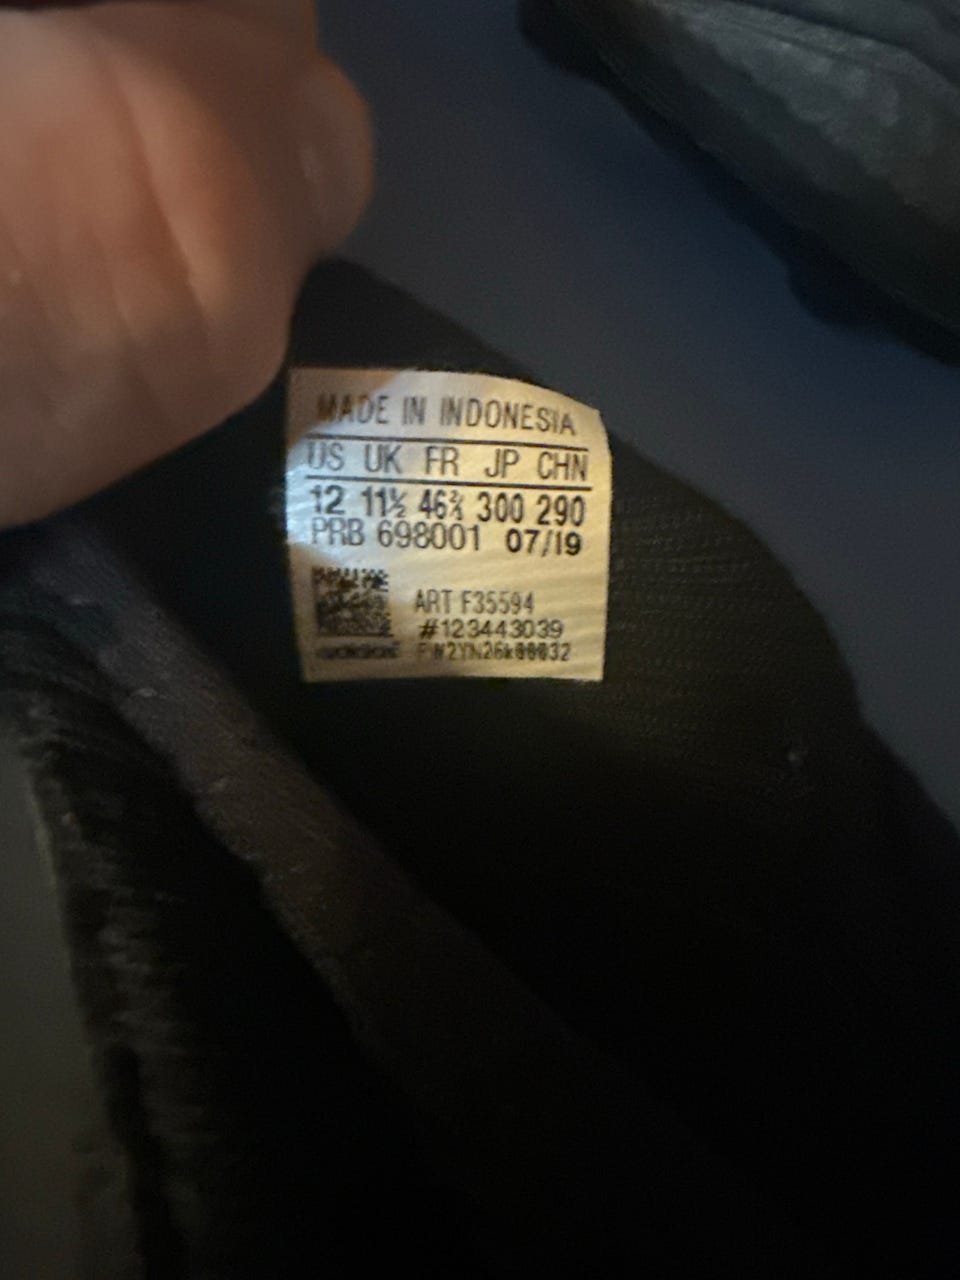 MADE IN INDONESIA
US UK FR JP CHN
12 11½ 46⅔ 300 290
PRB 698001 07/19
ART F35594
#123443039